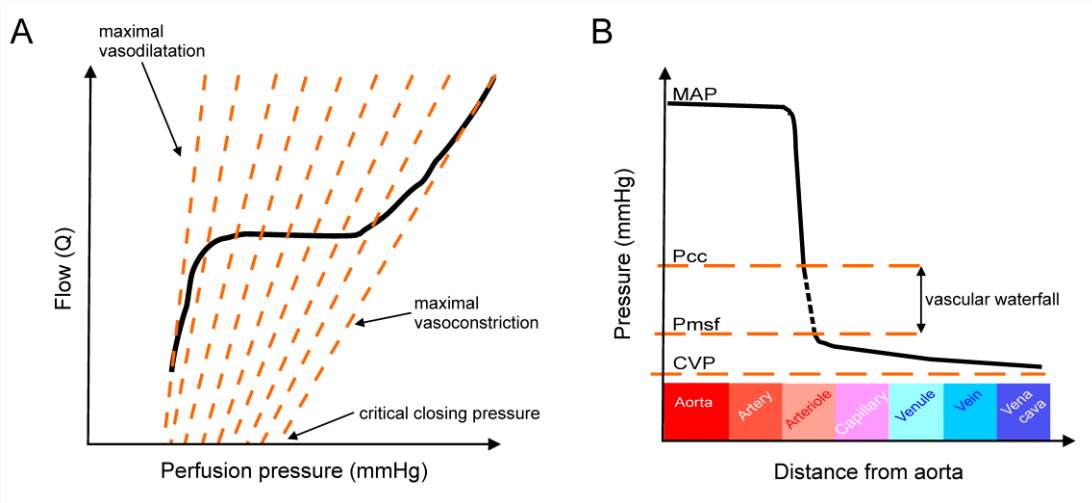 A
maximal
vasodilatation
Flow (Q)
maximal
vasoconstriction
critical closing pressure
Perfusion pressure (mmHg)
B
MAP
Pressure (mmHg)
Pcc
vascular waterfall
Pmsf
CVP
Aorta
Artery
Arteriole
Capillary
Venule
Vein
Vena
cava
Distance from aorta